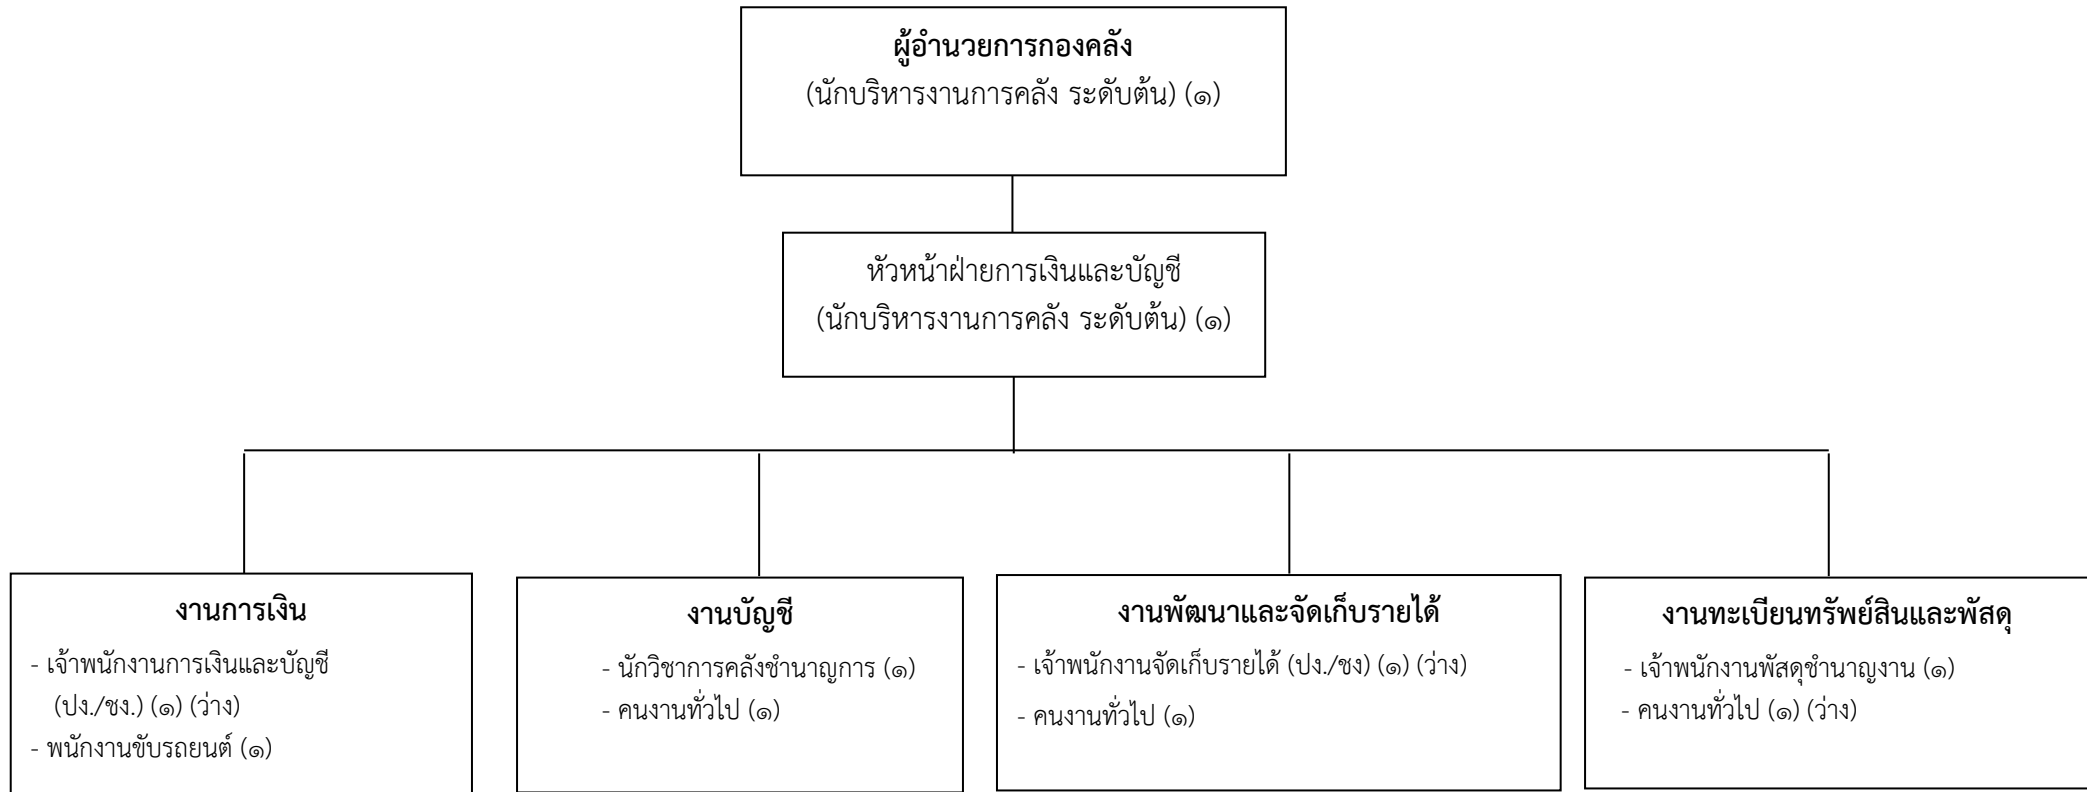 ผู้อำนวยการกองคลัง
(นักบริหารงานการคลัง ระดับต้น) (๑)
หัวหน้าฝ่ายการเงินและบัญชี
(นักบริหารงานการคลัง ระดับต้น) (๑)
งานการเงิน
- เจ้าพนักงานการเงินและบัญชี
(ปง./ชง.) (๑) (ว่าง)
- พนักงานขับรถยนต์ (๑)
งานบัญชี
- นักวิชาการคลังชำนาญการ (๑)
- คนงานทั่วไป (๑)
งานพัฒนาและจัดเก็บรายได้
- เจ้าพนักงานจัดเก็บรายได้ (ปง./ชง) (๑) (ว่าง)
- คนงานทั่วไป (๑)
งานทะเบียนทรัพย์สินและพัสดุ
- เจ้าพนักงานพัสดุชำนาญงาน (๑)
- คนงานทั่วไป (๑) (ว่าง)